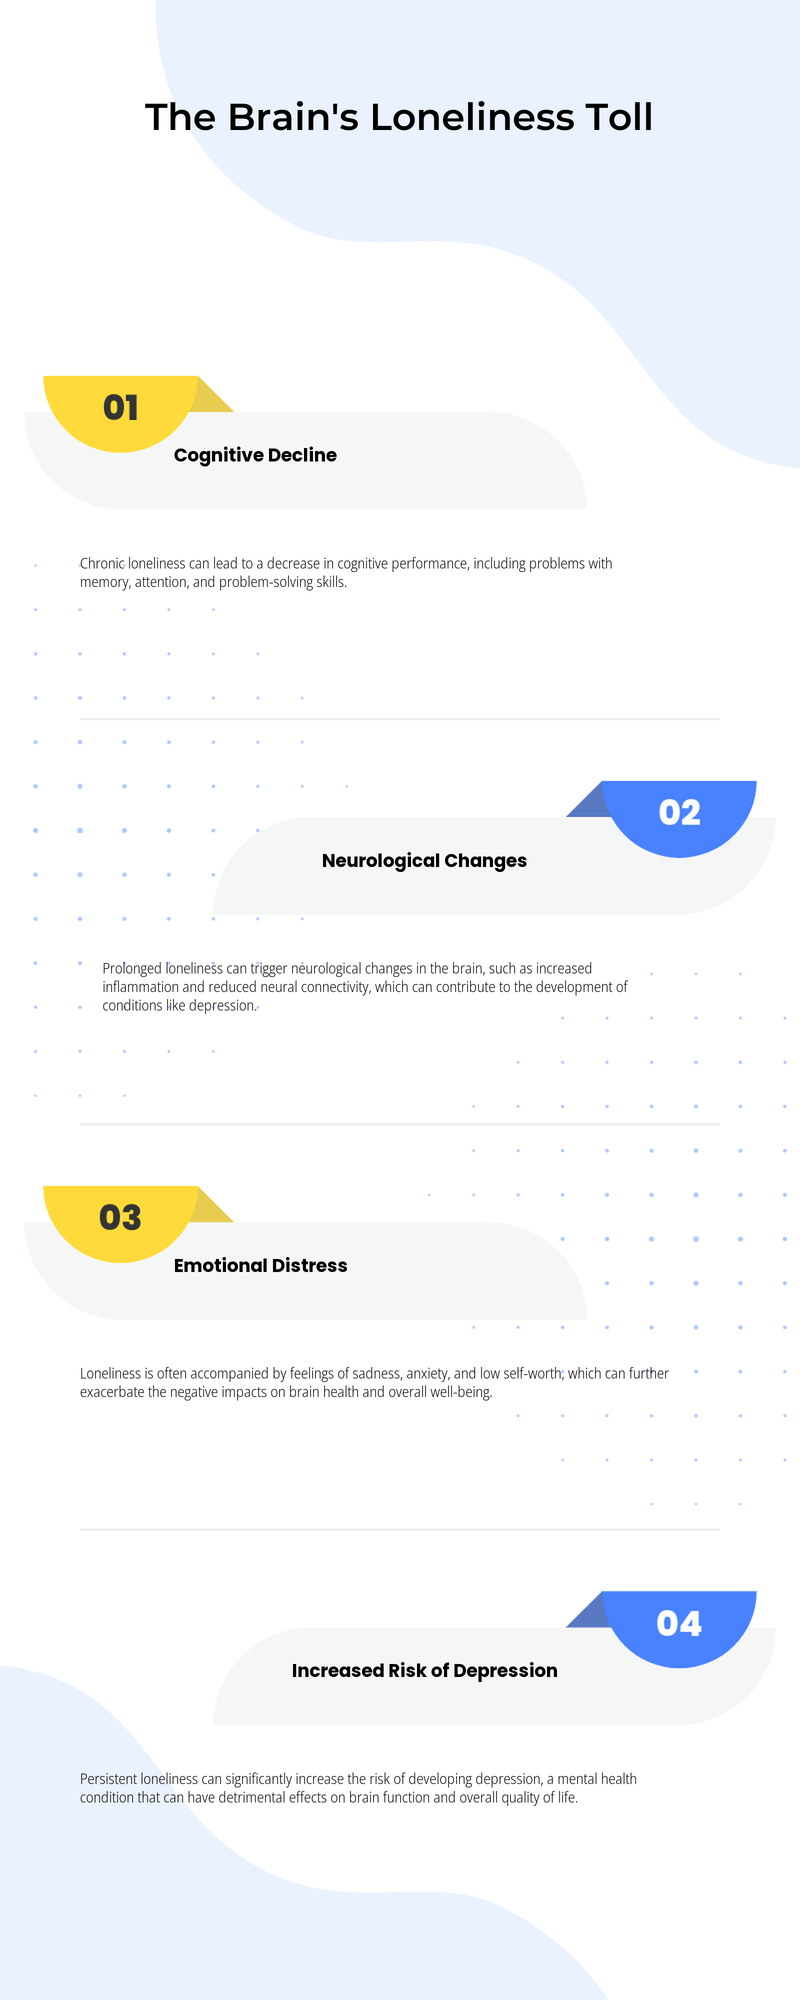 The Brain's Loneliness Toll
01
Cognitive Decline
Chronic loneliness can lead to a decrease in cognitive performance, including problems with
memory, attention, and problem-solving skills.
02
Neurological Changes
Prolonged loneliness can trigger neurological changes in the brain, such as increased
inflammation and reduced neural connectivity, which can contribute to the development of
conditions like depression.
03
Emotional Distress
Loneliness is often accompanied by feelings of sadness, anxiety, and low self-worth, which can further
exacerbate the negative impacts on brain health and overall well-being.
04
Increased Risk of Depression
Persistent loneliness can significantly increase the risk of developing depression, a mental health
condition that can have detrimental effects on brain function and overall quality of life.